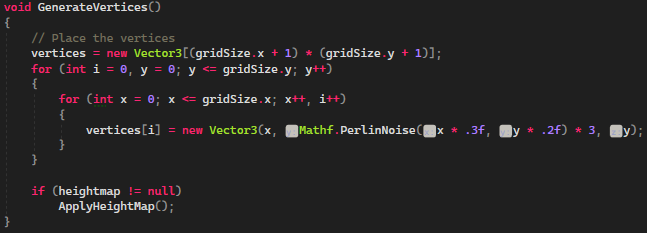 void GenerateVertices()
{
    // Place the vertices
    vertices = new Vector3[(gridSize.x + 1) * (gridSize.y + 1)];
    for (int i = 0, y = 0; y <= gridSize.y; y++)
    {
        for (int x = 0; x <= gridSize.x; x++, i++)
        {
            vertices[i] = new Vector3(x, Mathf.PerlinNoise(x * .3f, y * .2f) * 3, y);
        }
    }

    if (heightmap != null)
        ApplyHeightMap();
}